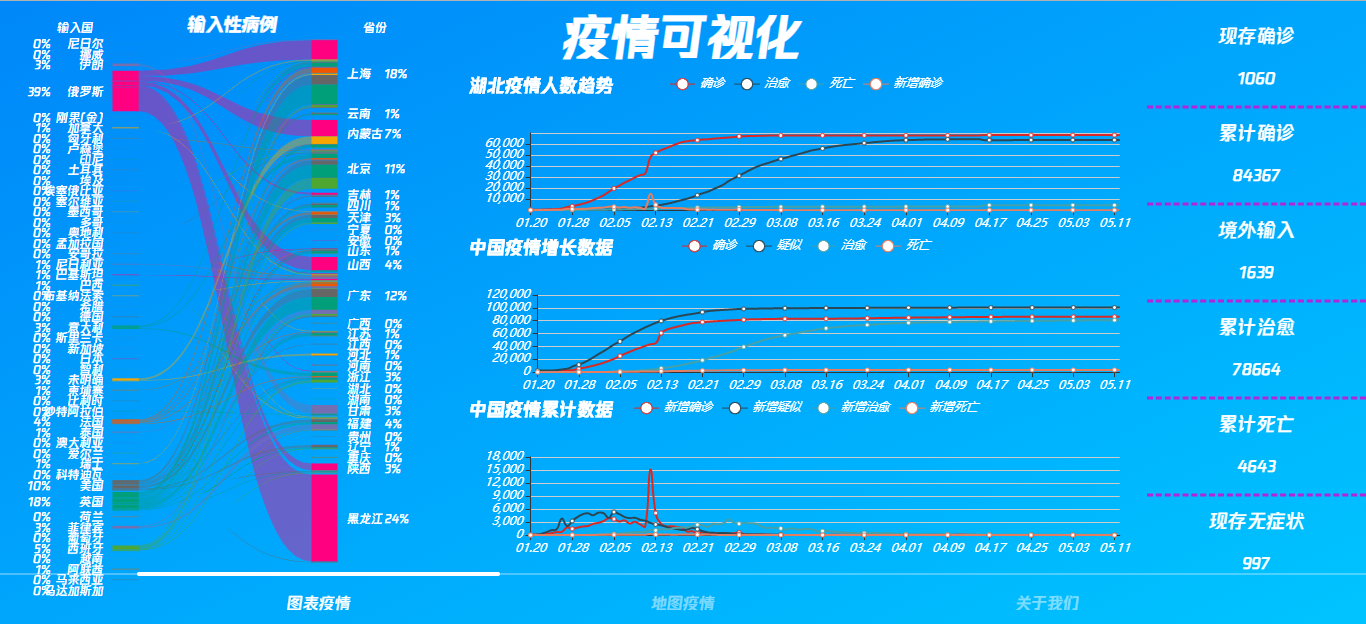 疫情可视化
输入性病例
输入国
省份
0% 尼日尔
0% 挪威
3% 伊朗
39% 俄罗斯
0% 刚果(金)
1% 加拿大
0% 匈牙利
0% 卢森堡
0% 印尼
0% 土耳其
0% 埃及
0% 埃塞俄比亚
0% 塞尔维亚
0% 墨西哥
0% 多哥
0% 奥地利
0% 孟加拉国
0% 安哥拉
1% 尼日利亚
1% 巴基斯坦
1% 巴西
0% 布基纳法索
0% 希腊
0% 德国
3% 意大利
0% 斯里兰卡
0% 新加坡
0% 日本
0% 智利
3% 未明确
1% 柬埔寨
0% 比利时
0% 沙特阿拉伯
4% 法国
1% 泰国
0% 澳大利亚
0% 爱尔兰
1% 瑞士
0% 科特迪瓦
10% 美国
18% 英国
0% 荷兰
3% 菲律宾
0% 葡萄牙
5% 西班牙
0% 越南
1% 阿联酋
0% 马来西亚
0% 马达加斯加
上海 18%
云南 1%
内蒙古 7%
北京 11%
吉林 1%
四川 1%
天津 3%
宁夏 0%
安徽 0%
山东 1%
山西 4%
广东 12%
广西 0%
江苏 1%
江西 0%
河北 1%
河南 0%
浙江 3%
湖北 0%
湖南 0%
甘肃 3%
福建 4%
贵州 0%
辽宁 1%
重庆 0%
陕西 3%
黑龙江 24%
湖北疫情人数趋势
确诊 治愈 死亡 新增确诊
60,000
50,000
40,000
30,000
20,000
10,000
01.20 01.28 02.05 02.13 02.21 02.29 03.08 03.16 03.24 04.01 04.09 04.17 04.25 05.03 05.11
中国疫情增长数据
确诊 疑似 治愈 死亡
120,000
100,000
80,000
60,000
40,000
20,000
0
01.20 01.28 02.05 02.13 02.21 02.29 03.08 03.16 03.24 04.01 04.09 04.17 04.25 05.03 05.11
中国疫情累计数据
新增确诊 新增疑似 新增治愈 新增死亡
18,000
15,000
12,000
9,000
6,000
3,000
0
01.20 01.28 02.05 02.13 02.21 02.29 03.08 03.16 03.24 04.01 04.09 04.17 04.25 05.03 05.11
现存确诊
1060
累计确诊
84367
境外输入
1639
累计治愈
78664
累计死亡
4643
现存无症状
997
图表疫情
地图疫情
关于我们